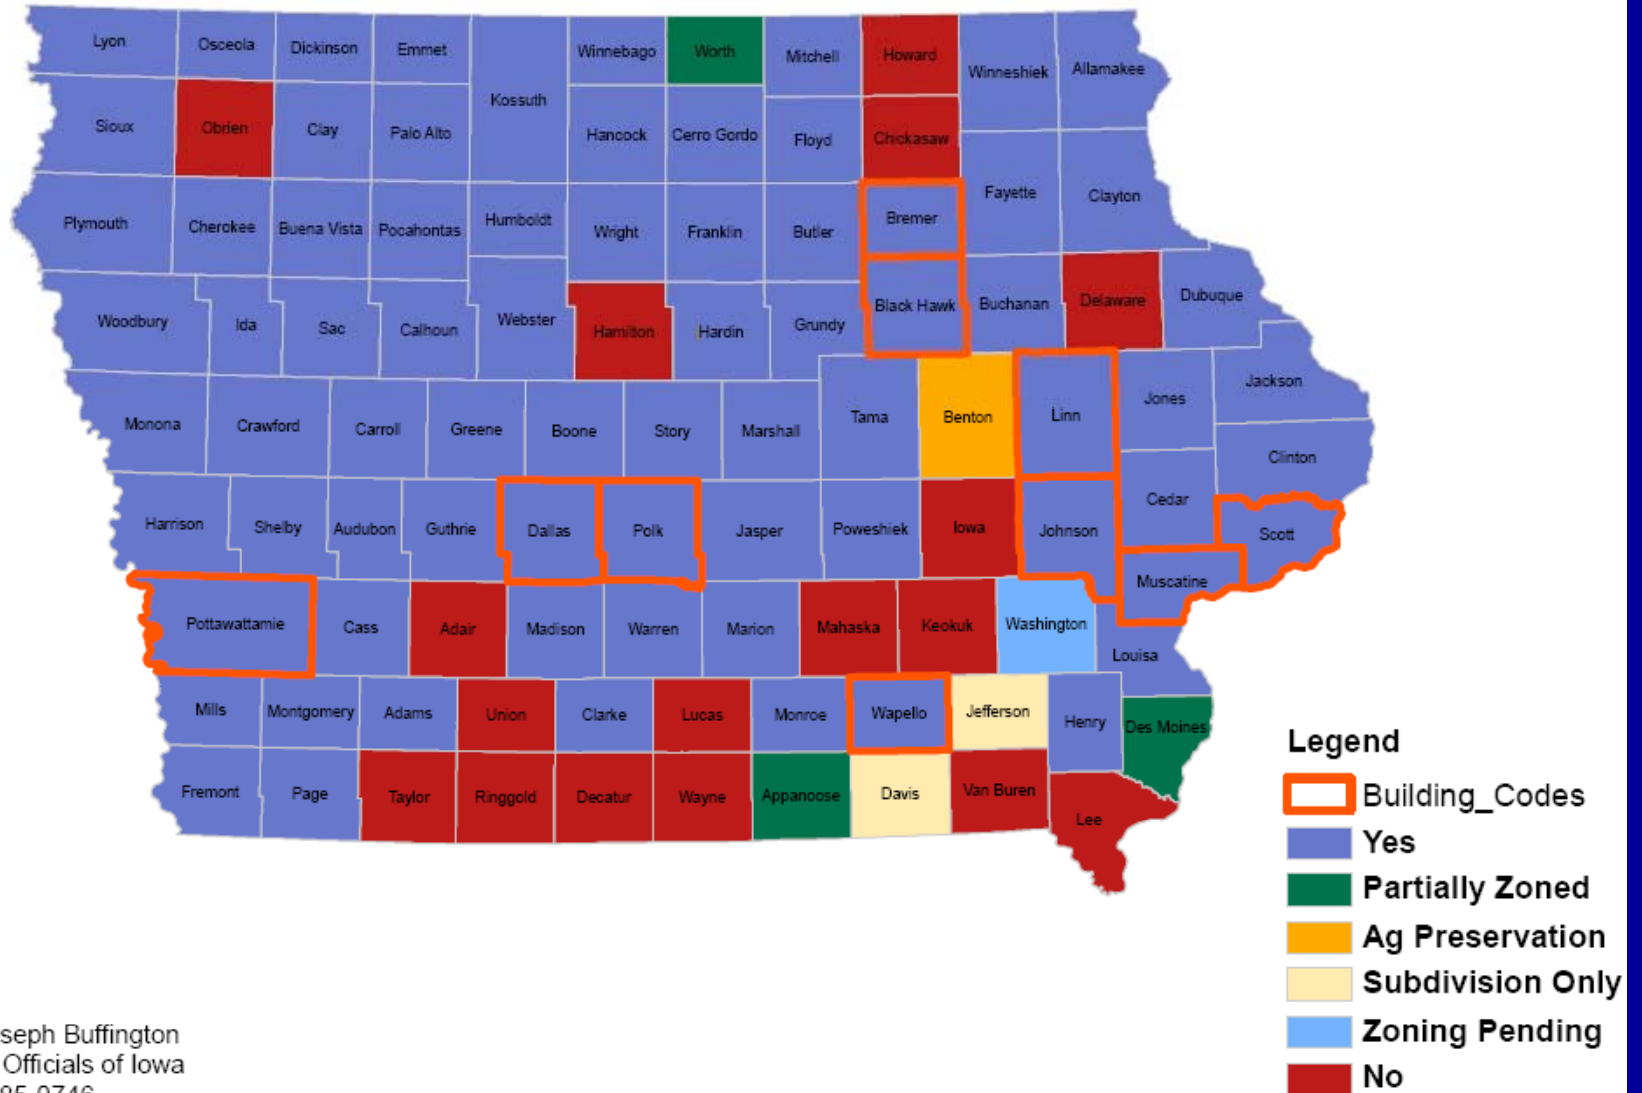 Lyon
Osceola
Dickinson
Emmet
Kossuth
Winnebago
Worth
Mitchell
Howard
Winneshiek
Allamakee
Sioux
Obrien
Clay
Palo Alto
Hancock
Cerro Gordo
Floyd
Chickasaw
Fayette
Clayton
Plymouth
Cherokee
Buena Vista
Pocahontas
Humboldt
Wright
Franklin
Butler
Bremer
Woodbury
Ida
Sac
Calhoun
Webster
Hamilton
Hardin
Grundy
Black Hawk
Buchanan
Delaware
Dubuque
Monona
Crawford
Carroll
Greene
Boone
Story
Marshall
Tama
Benton
Linn
Jones
Jackson
Clinton
Harrison
Shelby
Audubon
Guthrie
Dallas
Polk
Jasper
Poweshiek
Iowa
Johnson
Cedar
Scott
Muscatine
Pottawattamie
Cass
Adair
Madison
Warren
Marion
Mahaska
Keokuk
Washington
Louisa
Mills
Montgomery
Adams
Union
Clarke
Lucas
Monroe
Wapello
Jefferson
Henry
Des Moines
Fremont
Page
Taylor
Ringgold
Decatur
Wayne
Appanoose
Davis
Van Buren
Lee
Legend
Building_Codes
Yes
Partially Zoned
Ag Preservation
Subdivision Only
Zoning Pending
No
seph Buffington
Officials of Iowa